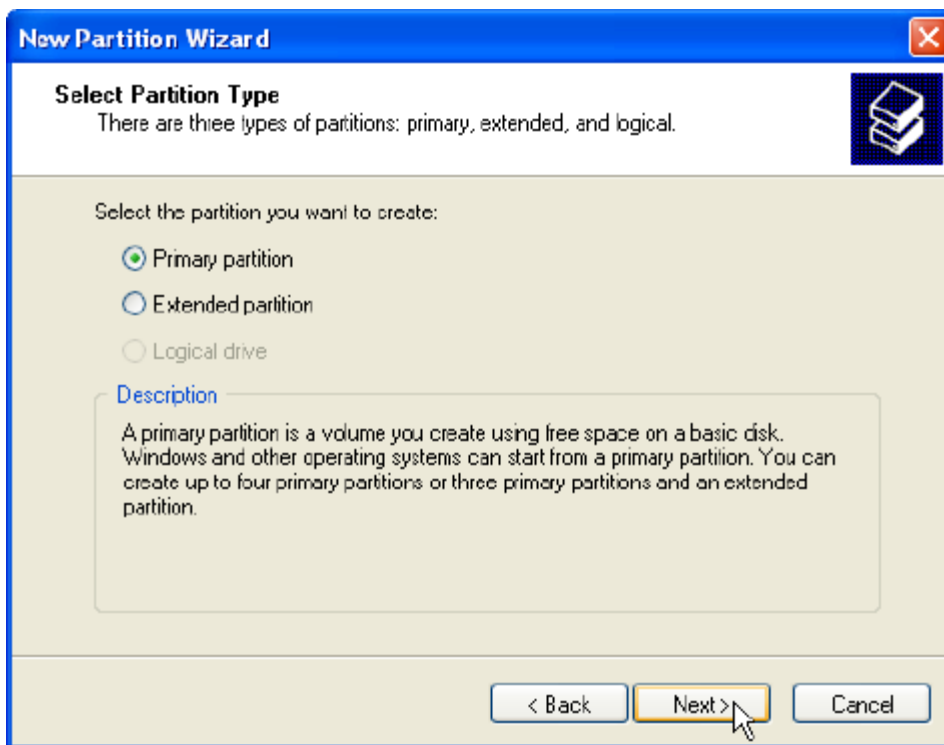 New Partition Wizard
Select Partition Type
There are three types of partitions: primary, extended, and logical.
Select the partition you want to create:
Primary partition
Extended partition
Logical drive
Description
A primary partition is a volume you create using free space on a basic disk.
Windows and other operating systems can start from a primary partition. You can
create up to four primary partitions or three primary partitions and an extended
partition.
< Back
Next >
Cancel